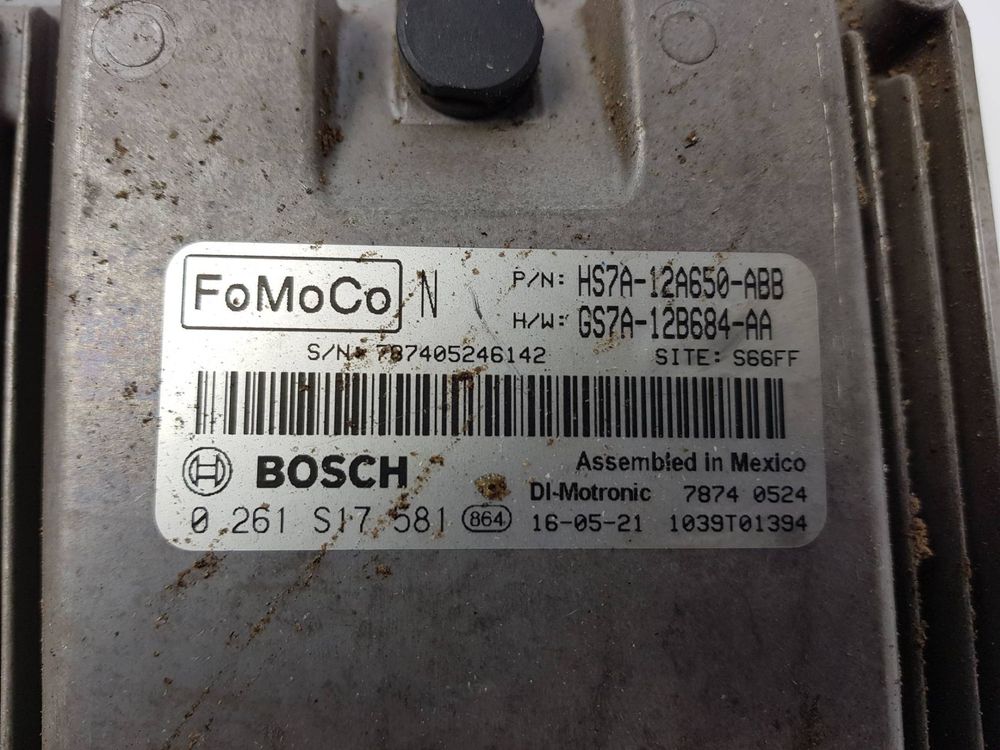 FoMoCo N P/N: HS7A-12A650-ABB
H/W: GS7A-12B684-AA
S/N: 787405246142 SITE: S66FF
BOSCH Assembled in Mexico
DI-Motronic 7874 0524
0 261 S17 581 864 16-05-21 1039T01394